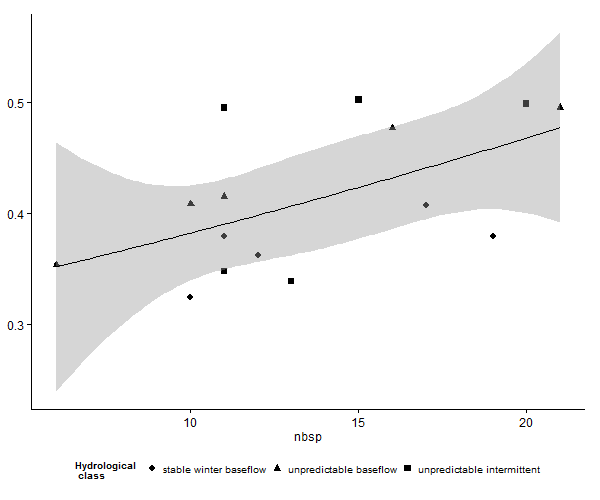 0.5
0.4
0.3
10 15 20
nbsp
Hydrological class stable winter baseflow unpredictable baseflow unpredictable intermittent